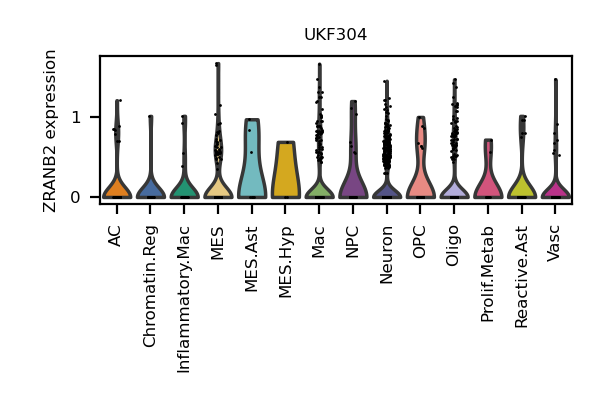 UKF304
ZRANB2 expression
1
0
AC
Chromatin.Reg
Inflammatory.Mac
MES
MES.Ast
MES.Hyp
Mac
NPC
Neuron
OPC
Oligo
Prolif.Metab
Reactive.Ast
Vasc